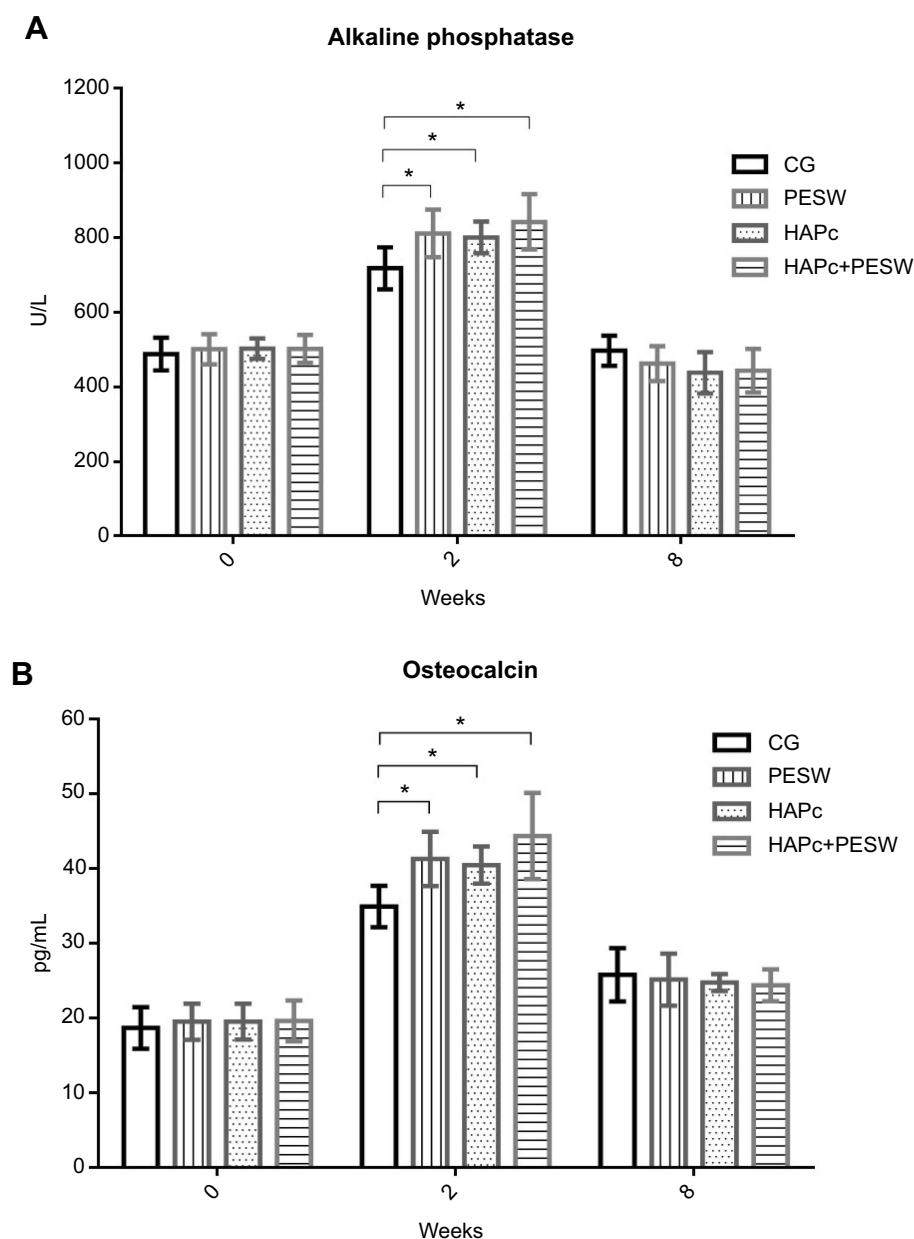 A
Alkaline phosphatase
1200
1000
800
600
400
200
0
U/L
*
*
*
CG
PESW
HAPc
HAPc+PESW
0
2
8
Weeks
B
Osteocalcin
60
50
40
30
20
10
0
pg/mL
*
*
*
CG
PESW
HAPc
HAPc+PESW
0
2
8
Weeks